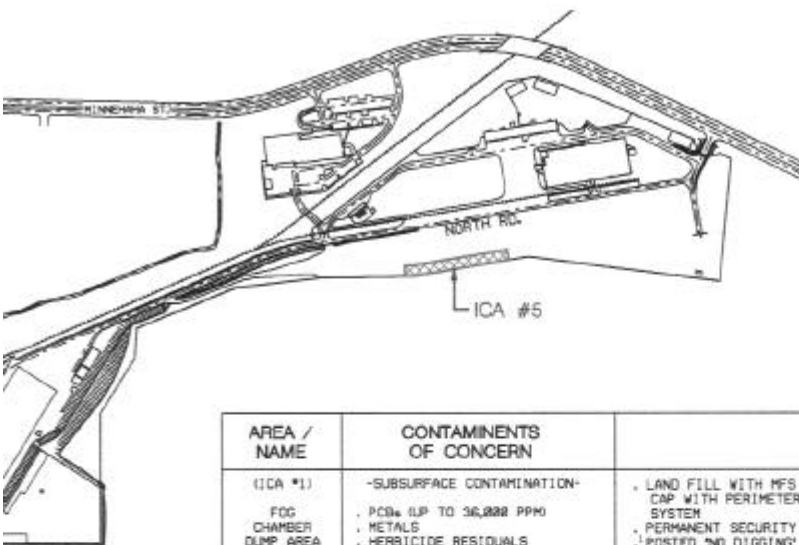 MINNEHAHA ST.
NORTH RD.
ICA #5
AREA / NAME
CONTAMINENTS OF CONCERN
(ICA #1)
FOG CHAMBER DUMP AREA
-SUBSURFACE CONTAMINATION-
. PCBs (UP TO 36,000 PPM)
. METALS
. HERBICIDE RESIDUALS
. LAND FILL WITH MFS
CAP WITH PERIMETER
SYSTEM
. PERMANENT SECURITY
. POSTED "NO DIGGING"